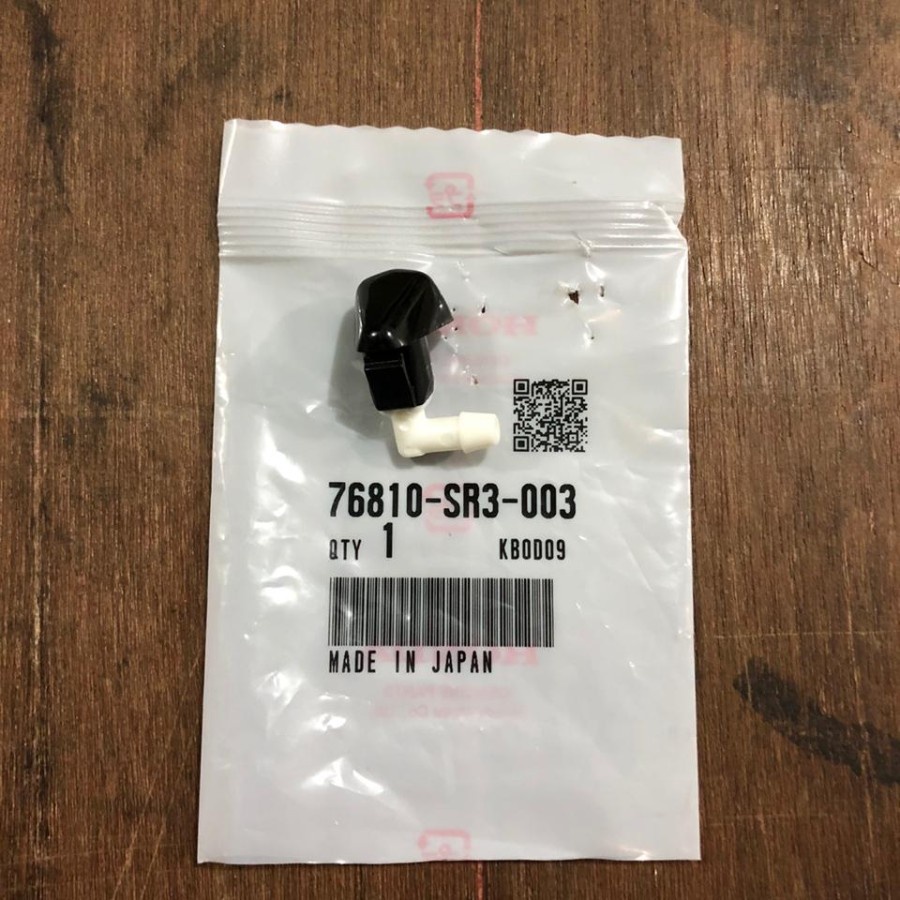 76810-SR3-003
QTY 1 KB0D09
MADE IN JAPAN